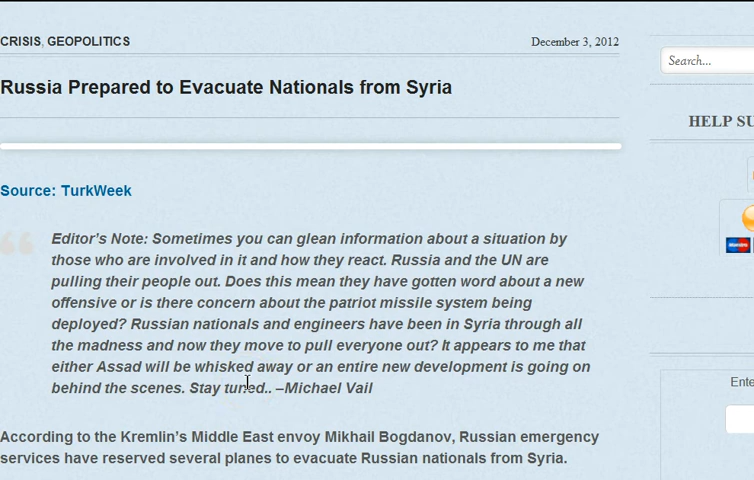 CRISIS, GEOPOLITICS
December 3, 2012
Russia Prepared to Evacuate Nationals from Syria
Source: TurkWeek
Editor's Note: Sometimes you can glean information about a situation by
those who are involved in it and how they react. Russia and the UN are
pulling their people out. Does this mean they have gotten word about a new
offensive or is there concern about the patriot missile system being
deployed? Russian nationals and engineers have been in Syria through all
the madness and now they move to pull everyone out? It appears to me that
either Assad will be whisked away or an entire new development is going on
behind the scenes. Stay tuned.. –Michael Vail
According to the Kremlin's Middle East envoy Mikhail Bogdanov, Russian emergency
services have reserved several planes to evacuate Russian nationals from Syria.
Search...
HELP SU
Ente